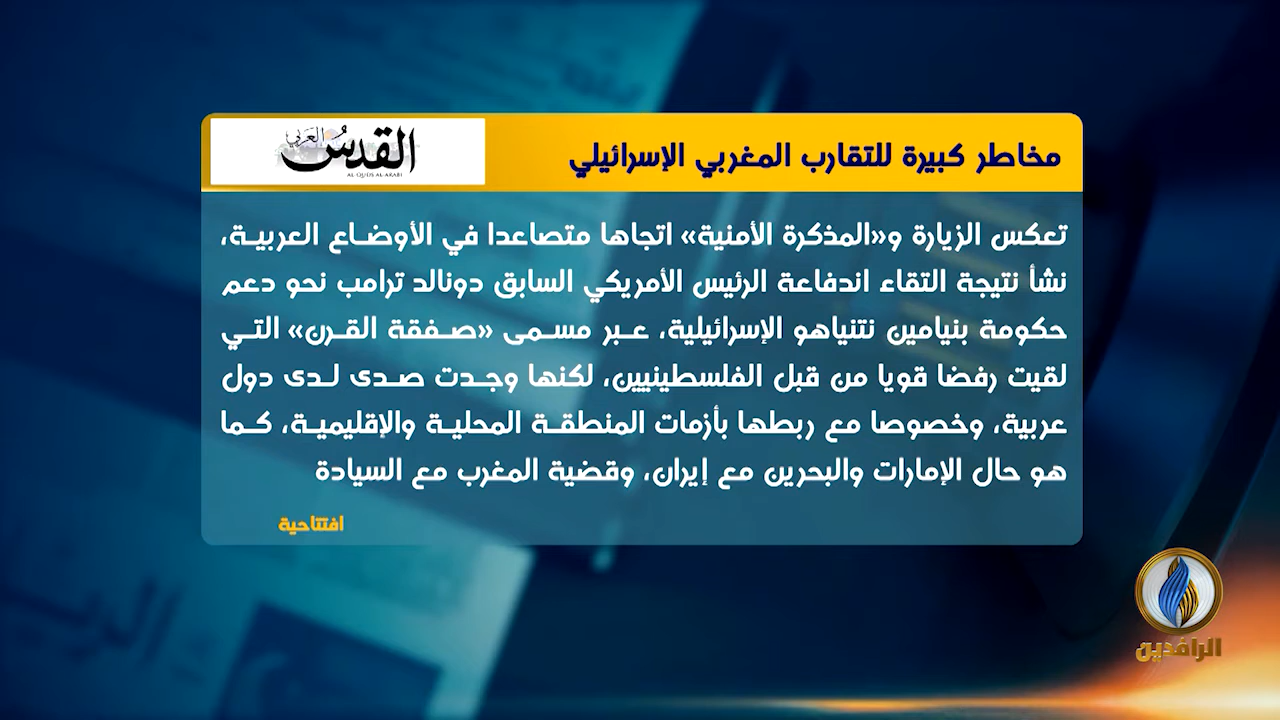 مخاطر كبيرة للتقارب المغربي الإسرائيلي
القدس العربي
AL-QUDS AL-ARABI
تعكس الزيارة و«المذكرة الأمنية» اتجاها متصاعدا في الأوضاع العربية،
نشأ نتيجة التقاء اندفاعة الرئيس الأمريكي السابق دونالد ترامب نحو دعم
حكومة بنيامين نتنياهو الإسرائيلية، عبر مسمى «صفقة القرن» التي
لقيت رفضا قويا من قبل الفلسطينيين، لكنها وجدت صدى لدى دول
عربية، وخصوصا مع ربطها بأزمات المنطقة المحلية والإقليمية، كما
هو حال الإمارات والبحرين مع إيران، وقضية المغرب مع السيادة
افتتاحية
الرافدين